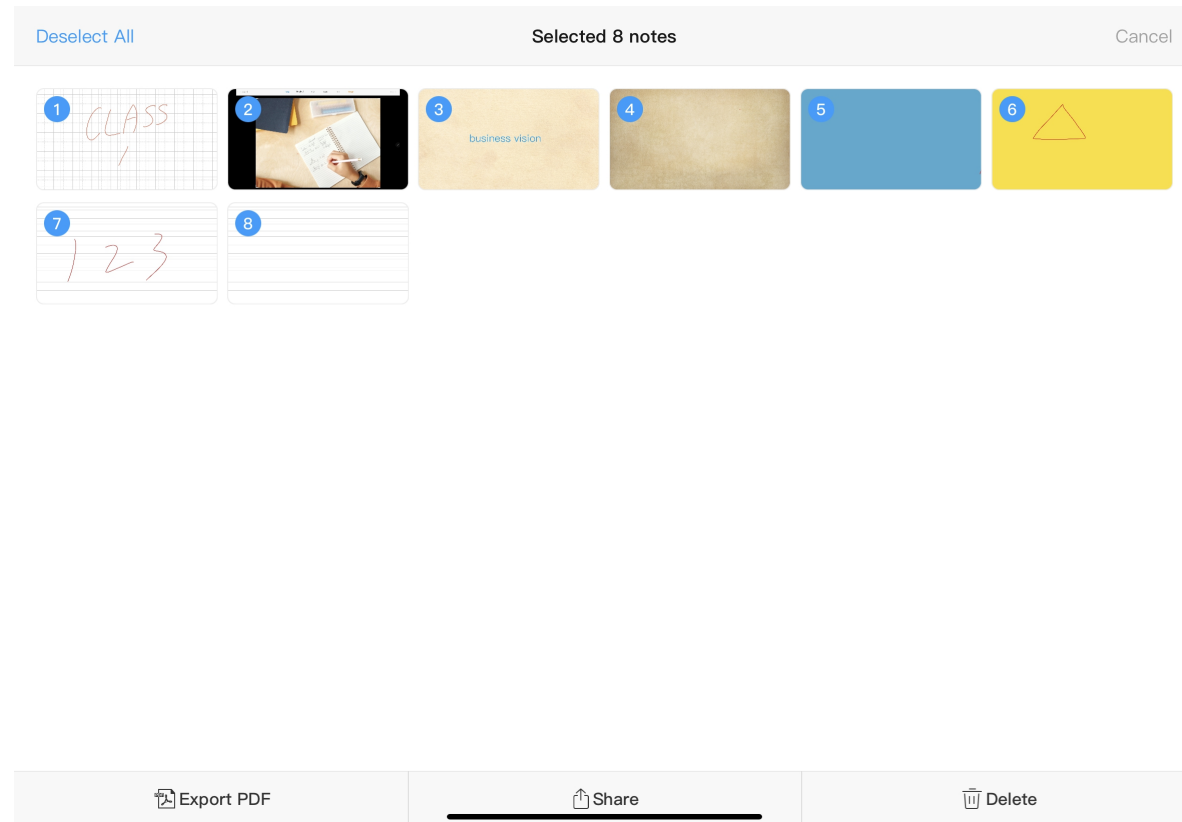 Deselect All
Selected 8 notes
Cancel
1
CLASS
2
3
business vision
4
5
6
7
1 2 3
8
Export PDF
Share
Delete